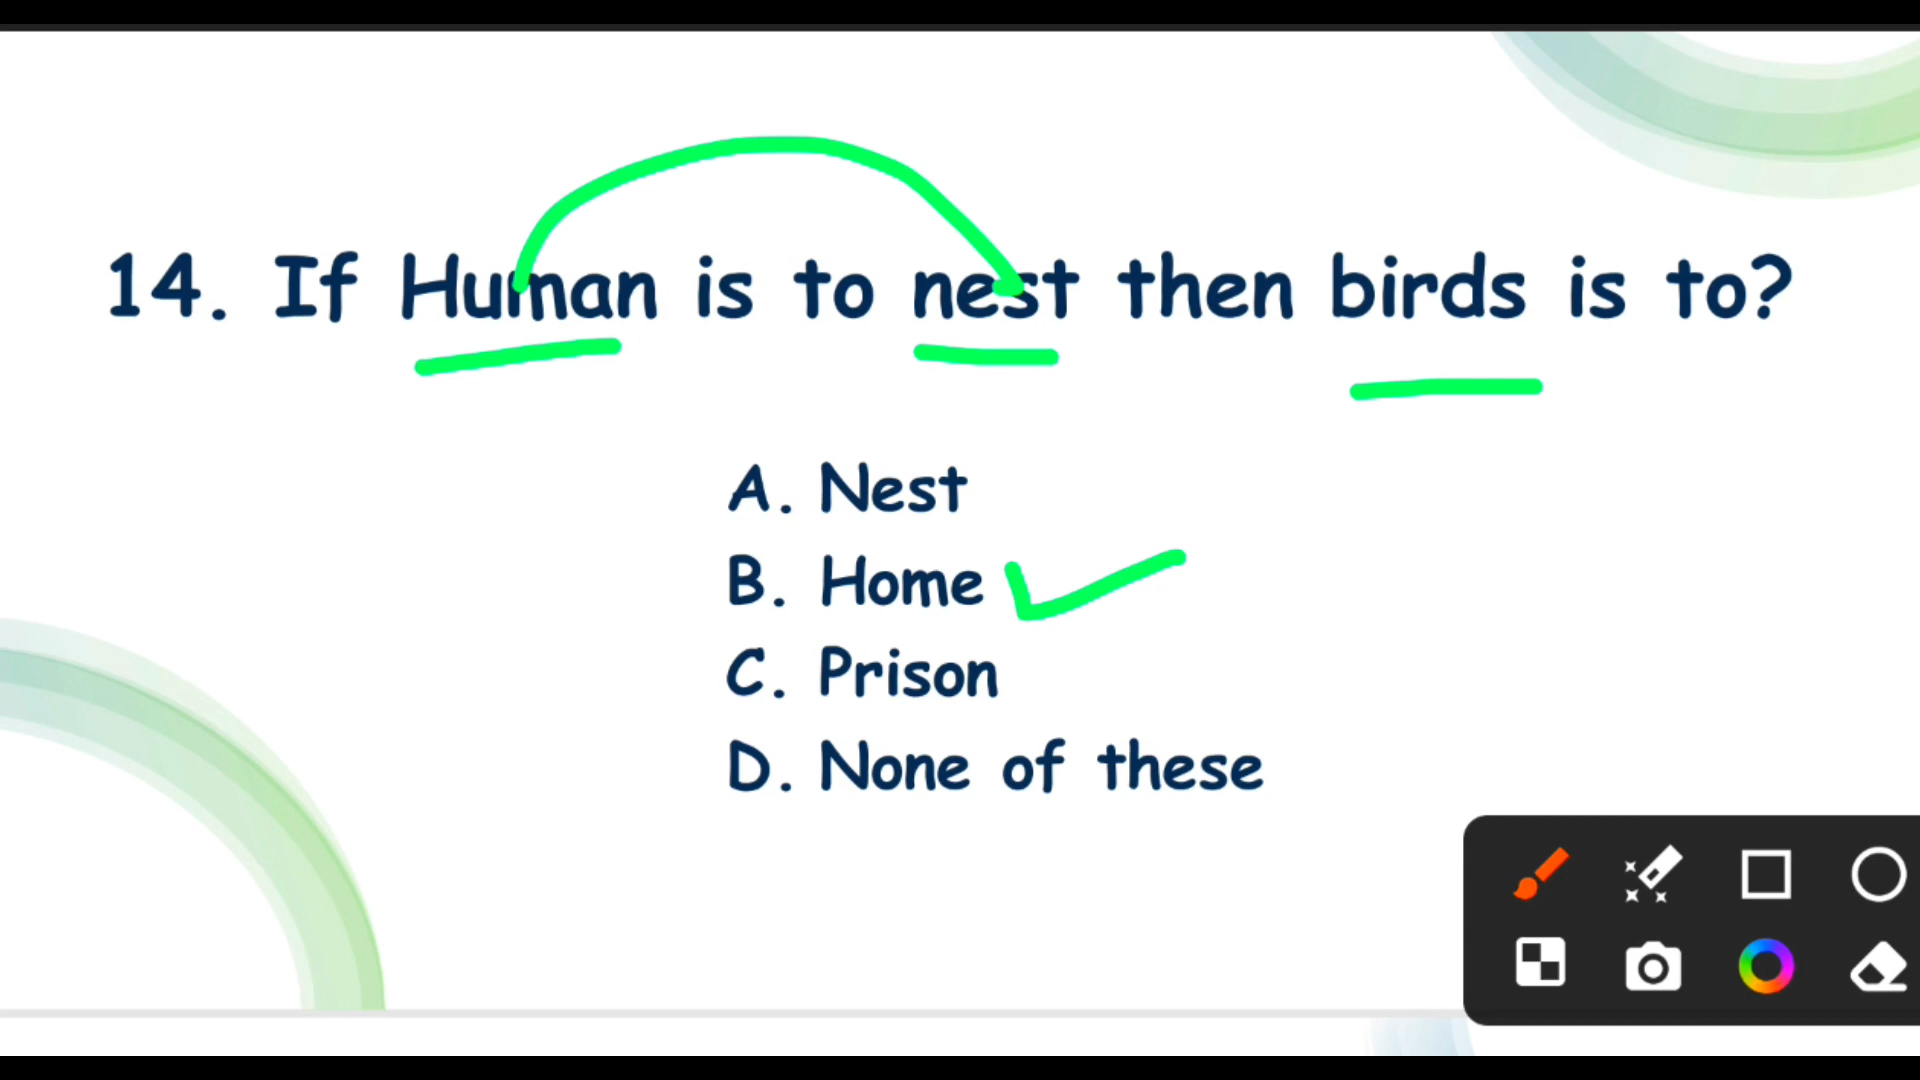 14. If Human is to nest then birds is to?
A. Nest
B. Home
C. Prison
D. None of these